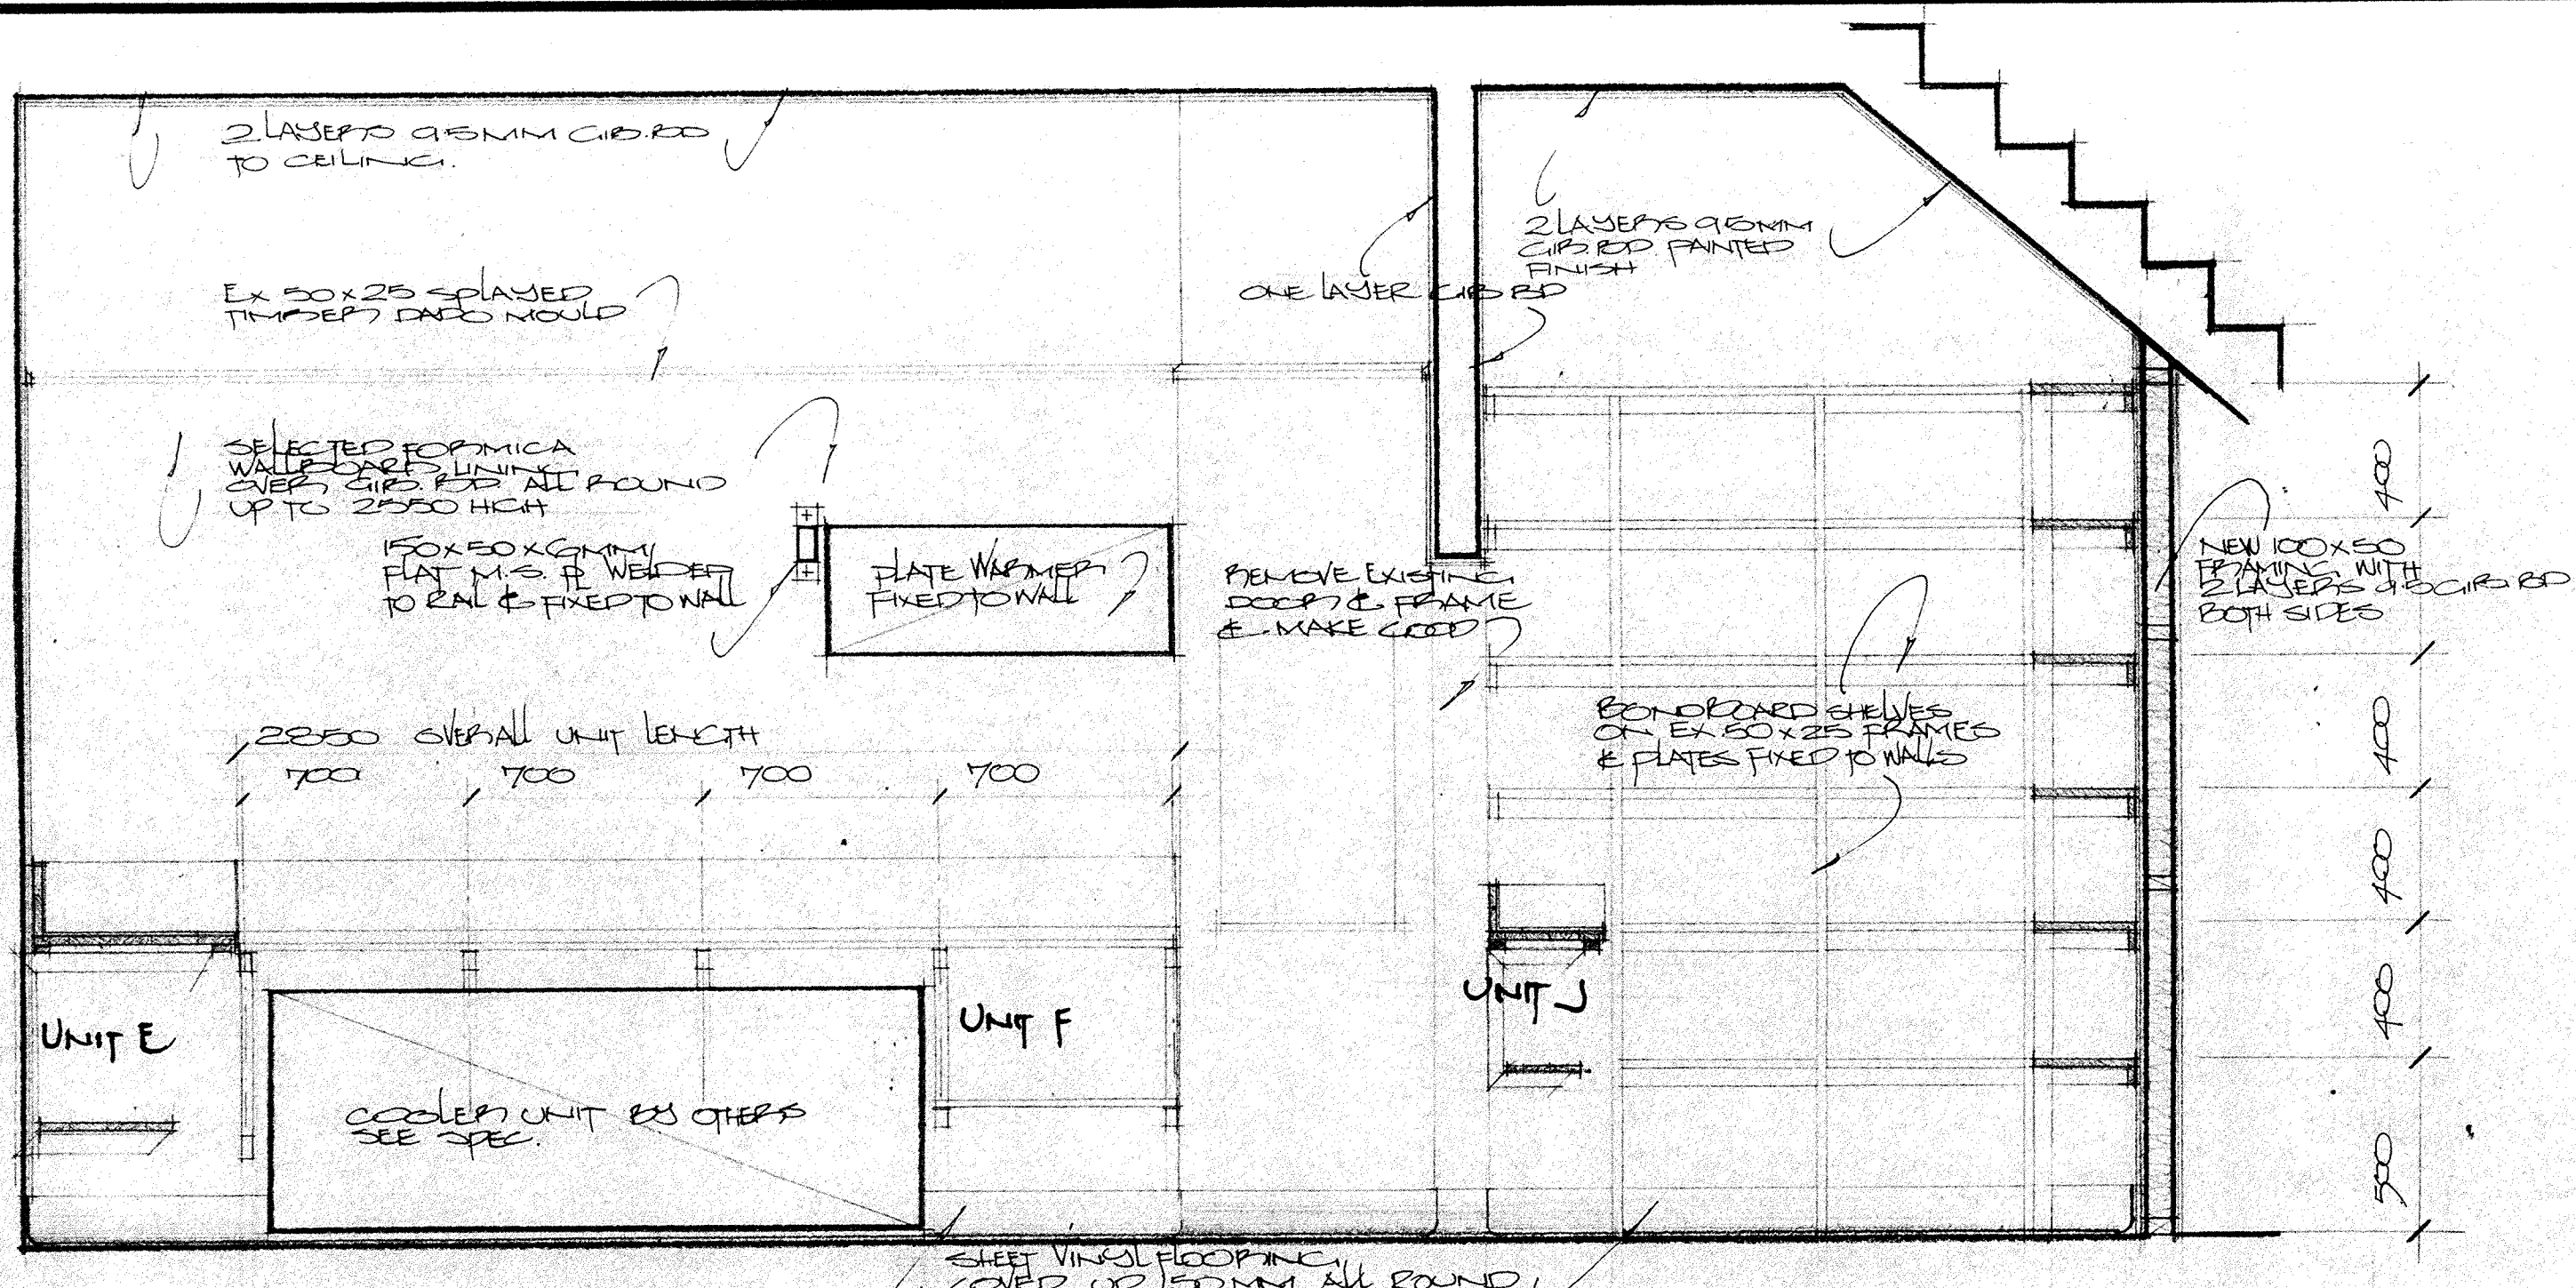 2 LAYERS 9.5MM GIB. BD
TO CEILING.
2 LAYERS 9.5MM
GIB. BD. PAINTED
FINISH
EX 50x25 SPLAYED
TIMBER DADO MOULD
ONE LAYER GIB BD
SELECTED FORMICA
WALLBOARD LINING
OVER GIB. BD. ALL ROUND
UP TO 2550 HIGH
150x50x6MM
FLAT M.S. PL WELDED
TO RAIL & FIXED TO WALL
PLATE WARMER
FIXED TO WALL
REMOVE EXISTING
DOOR & FRAME
& MAKE GOOD
NEW 100x50
FRAMING WITH
2 LAYERS 9.5 GIB BD
BOTH SIDES
2850 OVERALL UNIT LENGTH
700 700 700 700
BONDBOARD SHELVES
ON EX 50x25 FRAMES
& PLATES FIXED TO WALLS
400
400
400
400
500
UNIT E
UNIT F
UNIT J
COOLER UNIT BY OTHERS
SEE SPEC.
SHEET VINYL FLOORING,
COVER UP 150MM ALL ROUND